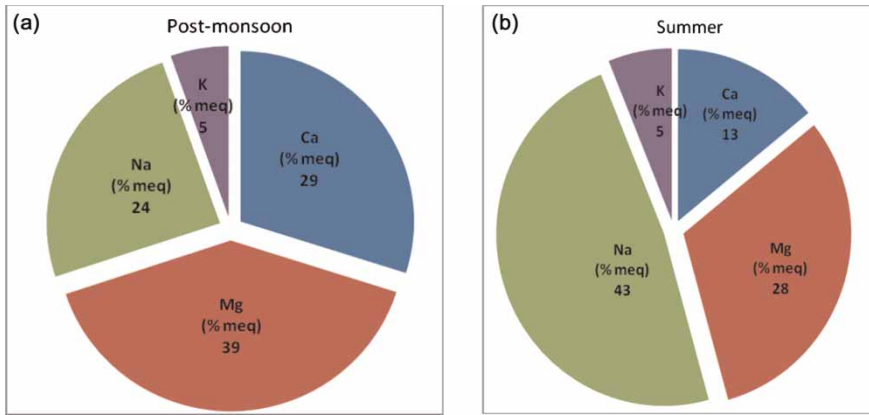 (a)
Post-monsoon
K
(% meq)
5
Ca
(% meq)
29
Na
(% meq)
24
Mg
(% meq)
39
(b)
Summer
K
(% meq)
5
Ca
(% meq)
13
Na
(% meq)
43
Mg
(% meq)
28